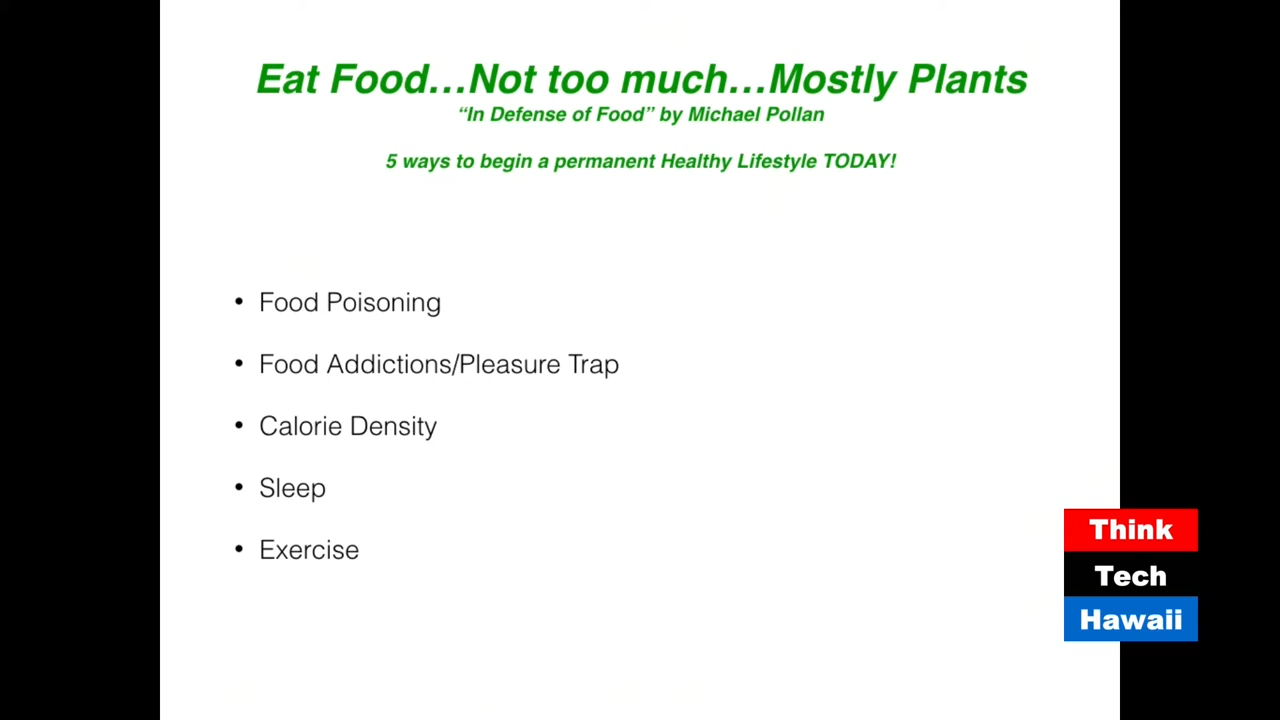 Eat Food...Not too much...Mostly Plants
“In Defense of Food” by Michael Pollan
5 ways to begin a permanent Healthy Lifestyle TODAY!
• Food Poisoning
• Food Addictions/Pleasure Trap
• Calorie Density
• Sleep
• Exercise
Think
Tech
Hawaii